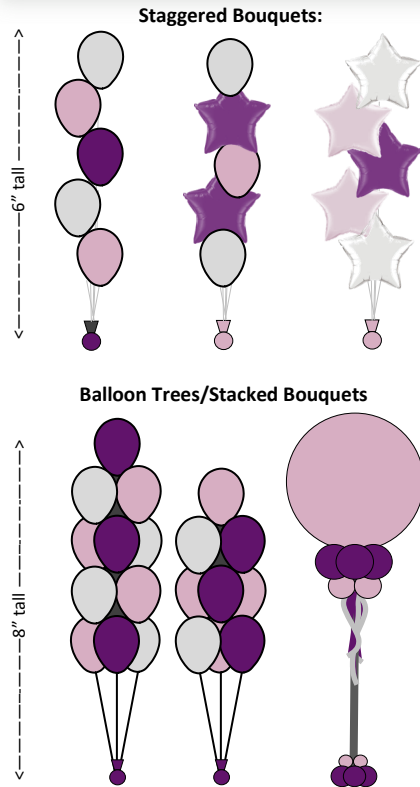 Staggered Bouquets:
<---------------6” tall--------------->
Balloon Trees/Stacked Bouquets
<---------------8” tall--------------->